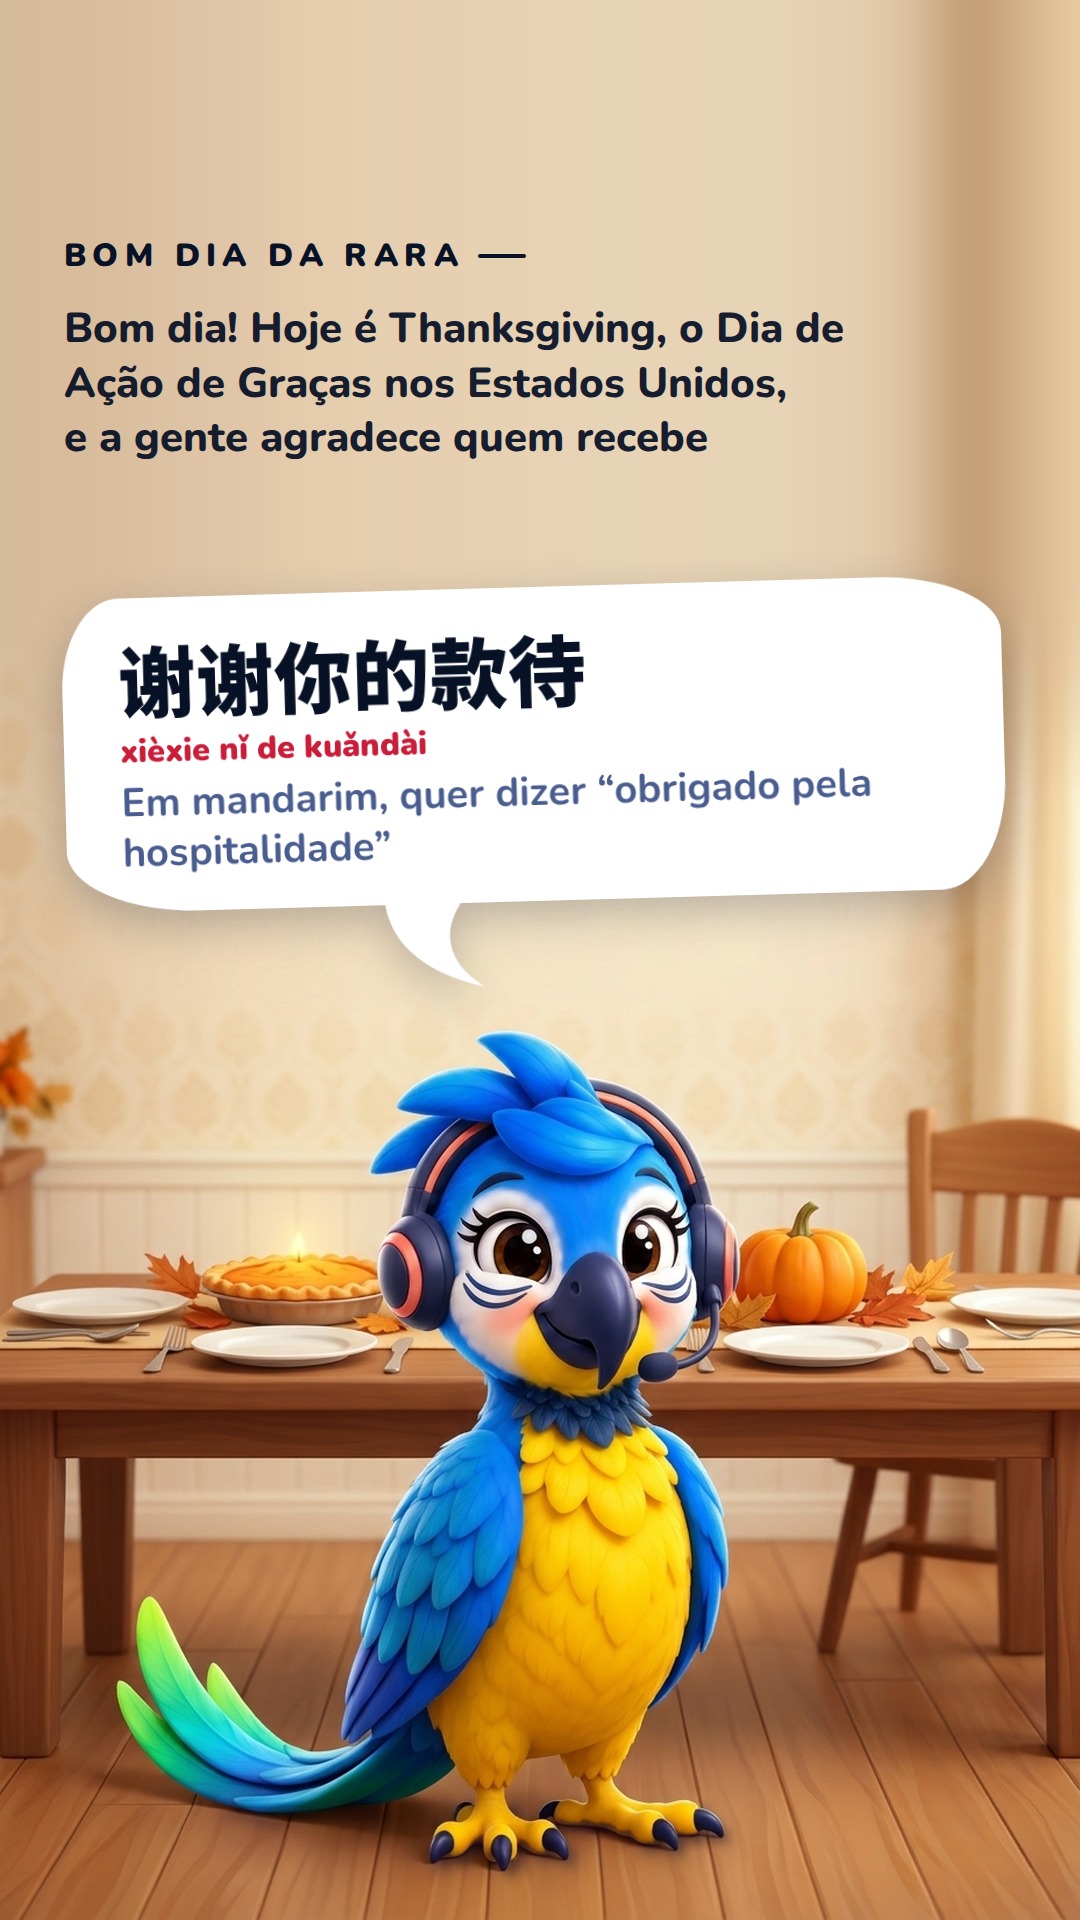 BOM DIA DA RARA —
Bom dia! Hoje é Thanksgiving, o Dia de
Ação de Graças nos Estados Unidos,
e a gente agradece quem recebe
谢谢你的款待
xièxie nǐ de kuǎndài
Em mandarim, quer dizer “obrigado pela
hospitalidade”